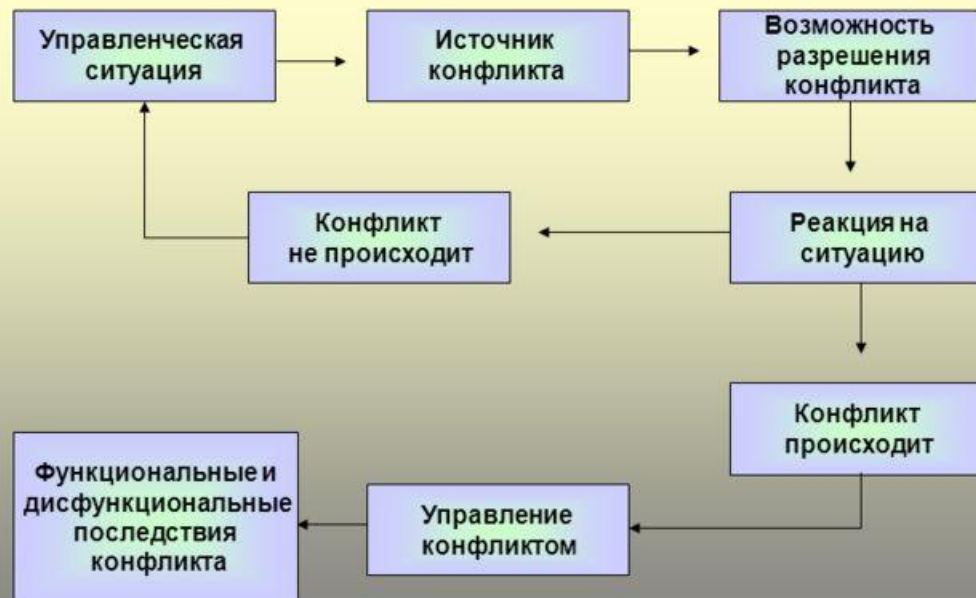 Управленческая
ситуация
Источник
конфликта
Возможность
разрешения
конфликта
Конфликт
не происходит
Реакция на
ситуацию
Конфликт
происходит
Функциональные и
дисфункциональные
последствия
конфликта
Управление
конфликтом